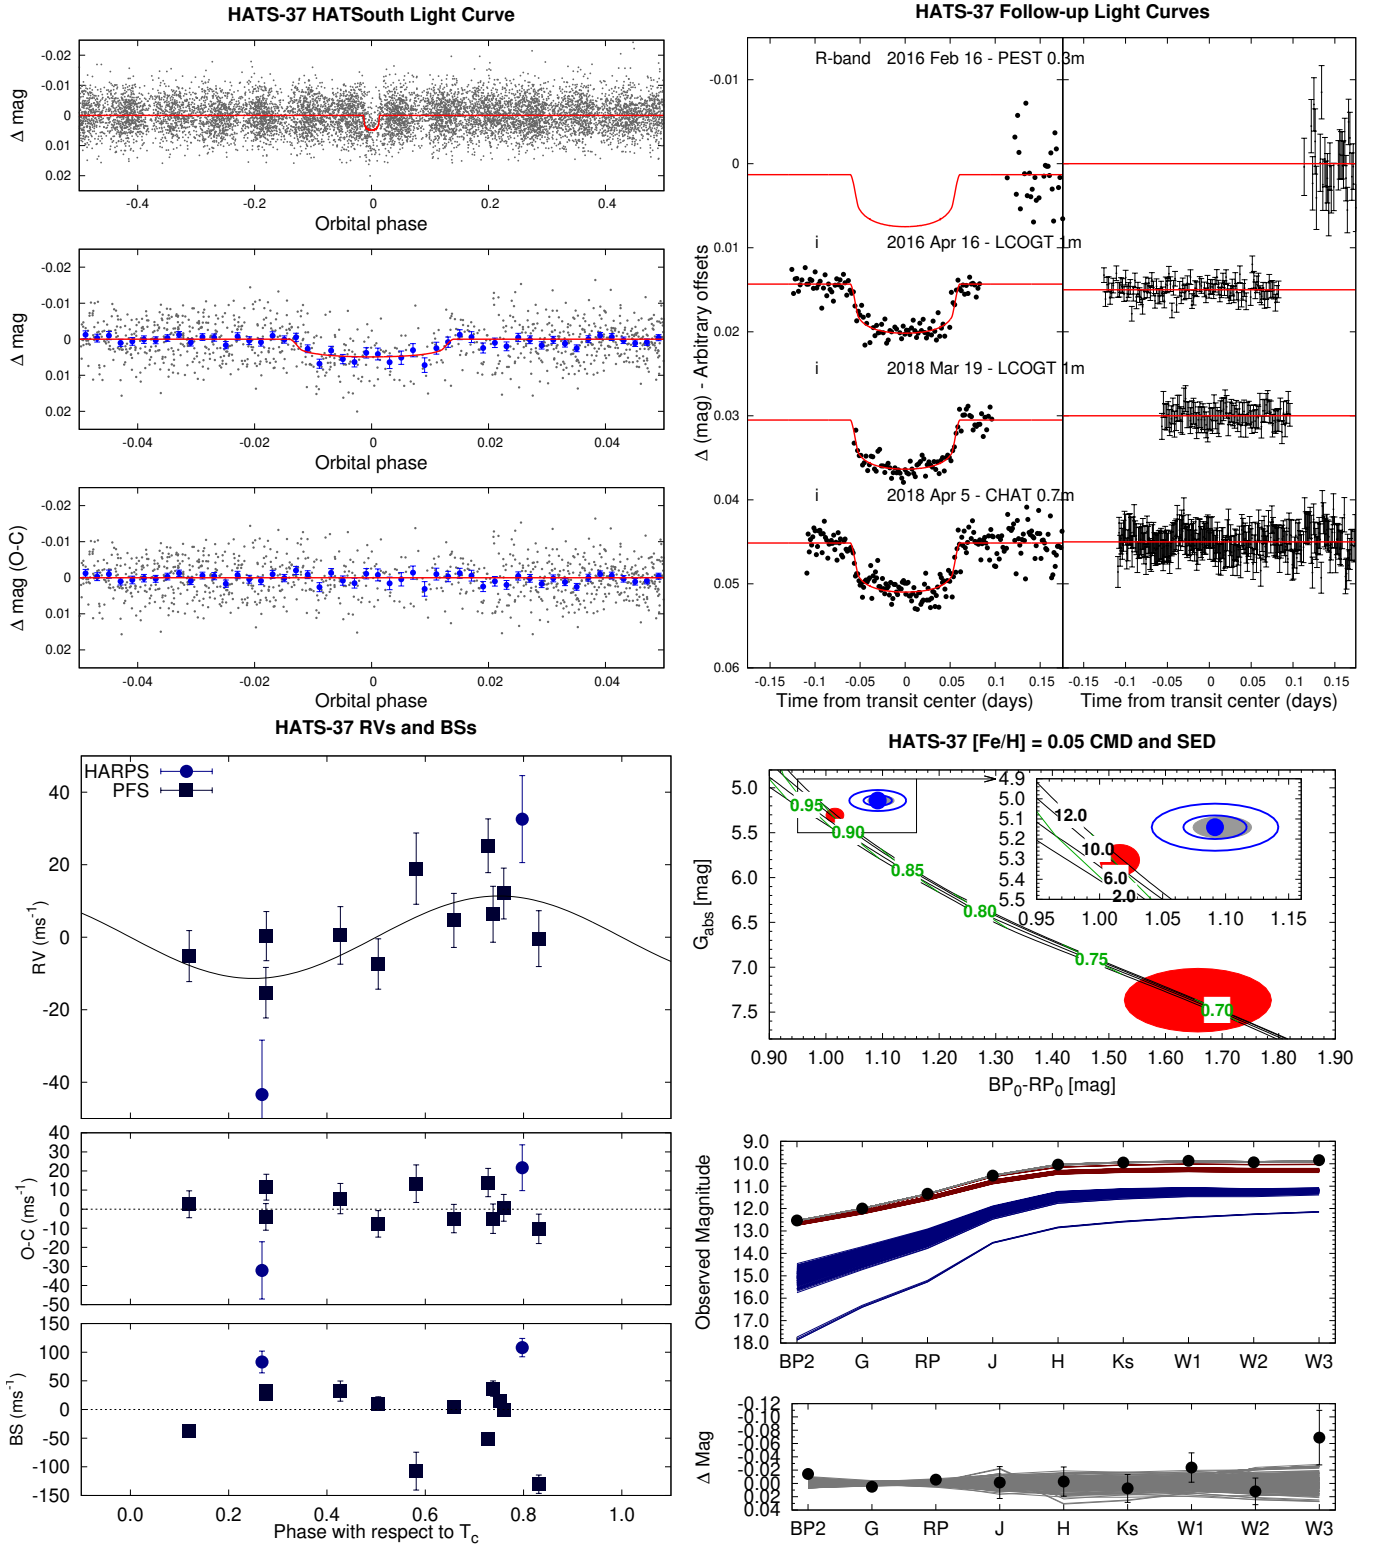 HATS-37 HATSouth Light Curve
-0.02
-0.01
0
0.01
0.02
Δ mag
-0.4 -0.2 0 0.2 0.4
Orbital phase
-0.02
-0.01
0
0.01
0.02
Δ mag
-0.04 -0.02 0 0.02 0.04
Orbital phase
-0.02
-0.01
0
0.01
0.02
Δ mag (O-C)
-0.04 -0.02 0 0.02 0.04
Orbital phase
HATS-37 Follow-up Light Curves
R-band 2016 Feb 16 - PEST 0.3m
i 2016 Apr 16 - LCOGT 1m
i 2018 Mar 19 - LCOGT 1m
i 2018 Apr 5 - CHAT 0.7m
-0.01
0
0.01
0.02
0.03
0.04
0.05
0.06
Δ (mag) - Arbitrary offsets
-0.15 -0.1 -0.05 0 0.05 0.1 0.15
Time from transit center (days)
-0.15 -0.1 -0.05 0 0.05 0.1 0.15
Time from transit center (days)
HATS-37 RVs and BSs
HARPS
PFS
40
20
0
-20
-40
RV (ms-1)
40
30
20
10
0
-10
-20
-30
-40
-50
O-C (ms-1)
150
100
50
0
-50
-100
-150
BS (ms-1)
0.0 0.2 0.4 0.6 0.8 1.0
Phase with respect to Tc
HATS-37 [Fe/H] = 0.05 CMD and SED
5.0
5.5
6.0
6.5
7.0
7.5
Gabs [mag]
0.95
0.90
0.85
0.80
0.75
0.70
4.9
5.0
5.1
5.2
5.3
5.4
5.5
12.0
10.0
6.0
2.0
0.95 1.00 1.05 1.10 1.15
0.90 1.00 1.10 1.20 1.30 1.40 1.50 1.60 1.70 1.80 1.90
BP0-RP0 [mag]
9.0
10.0
11.0
12.0
13.0
14.0
15.0
16.0
17.0
18.0
Observed Magnitude
BP2 G RP J H Ks W1 W2 W3
-0.12
-0.10
-0.08
-0.06
-0.04
-0.02
0.00
0.02
0.04
Δ Mag
BP2 G RP J H Ks W1 W2 W3